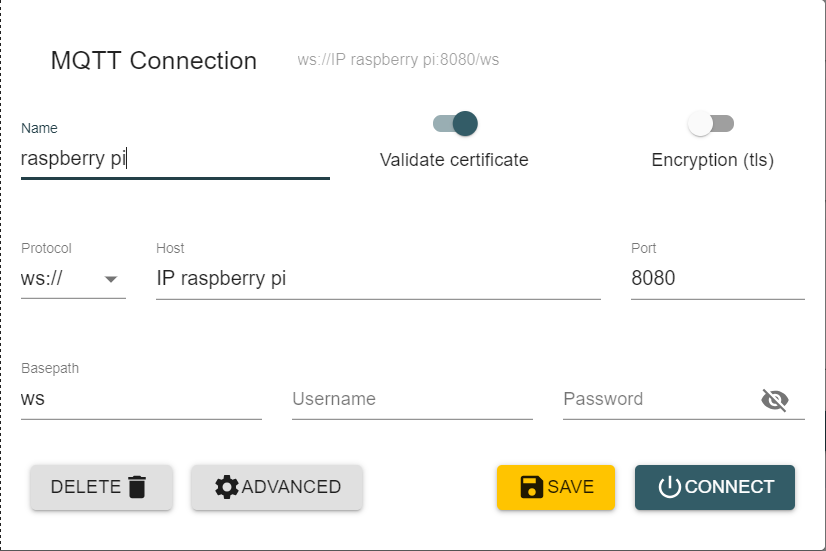 MQTT Connection ws://IP raspberry pi:8080/ws
Name
raspberry pi
Validate certificate Encryption (tls)
Protocol Host Port
ws:// IP raspberry pi 8080
Basepath
ws Username Password
DELETE ADVANCED SAVE CONNECT